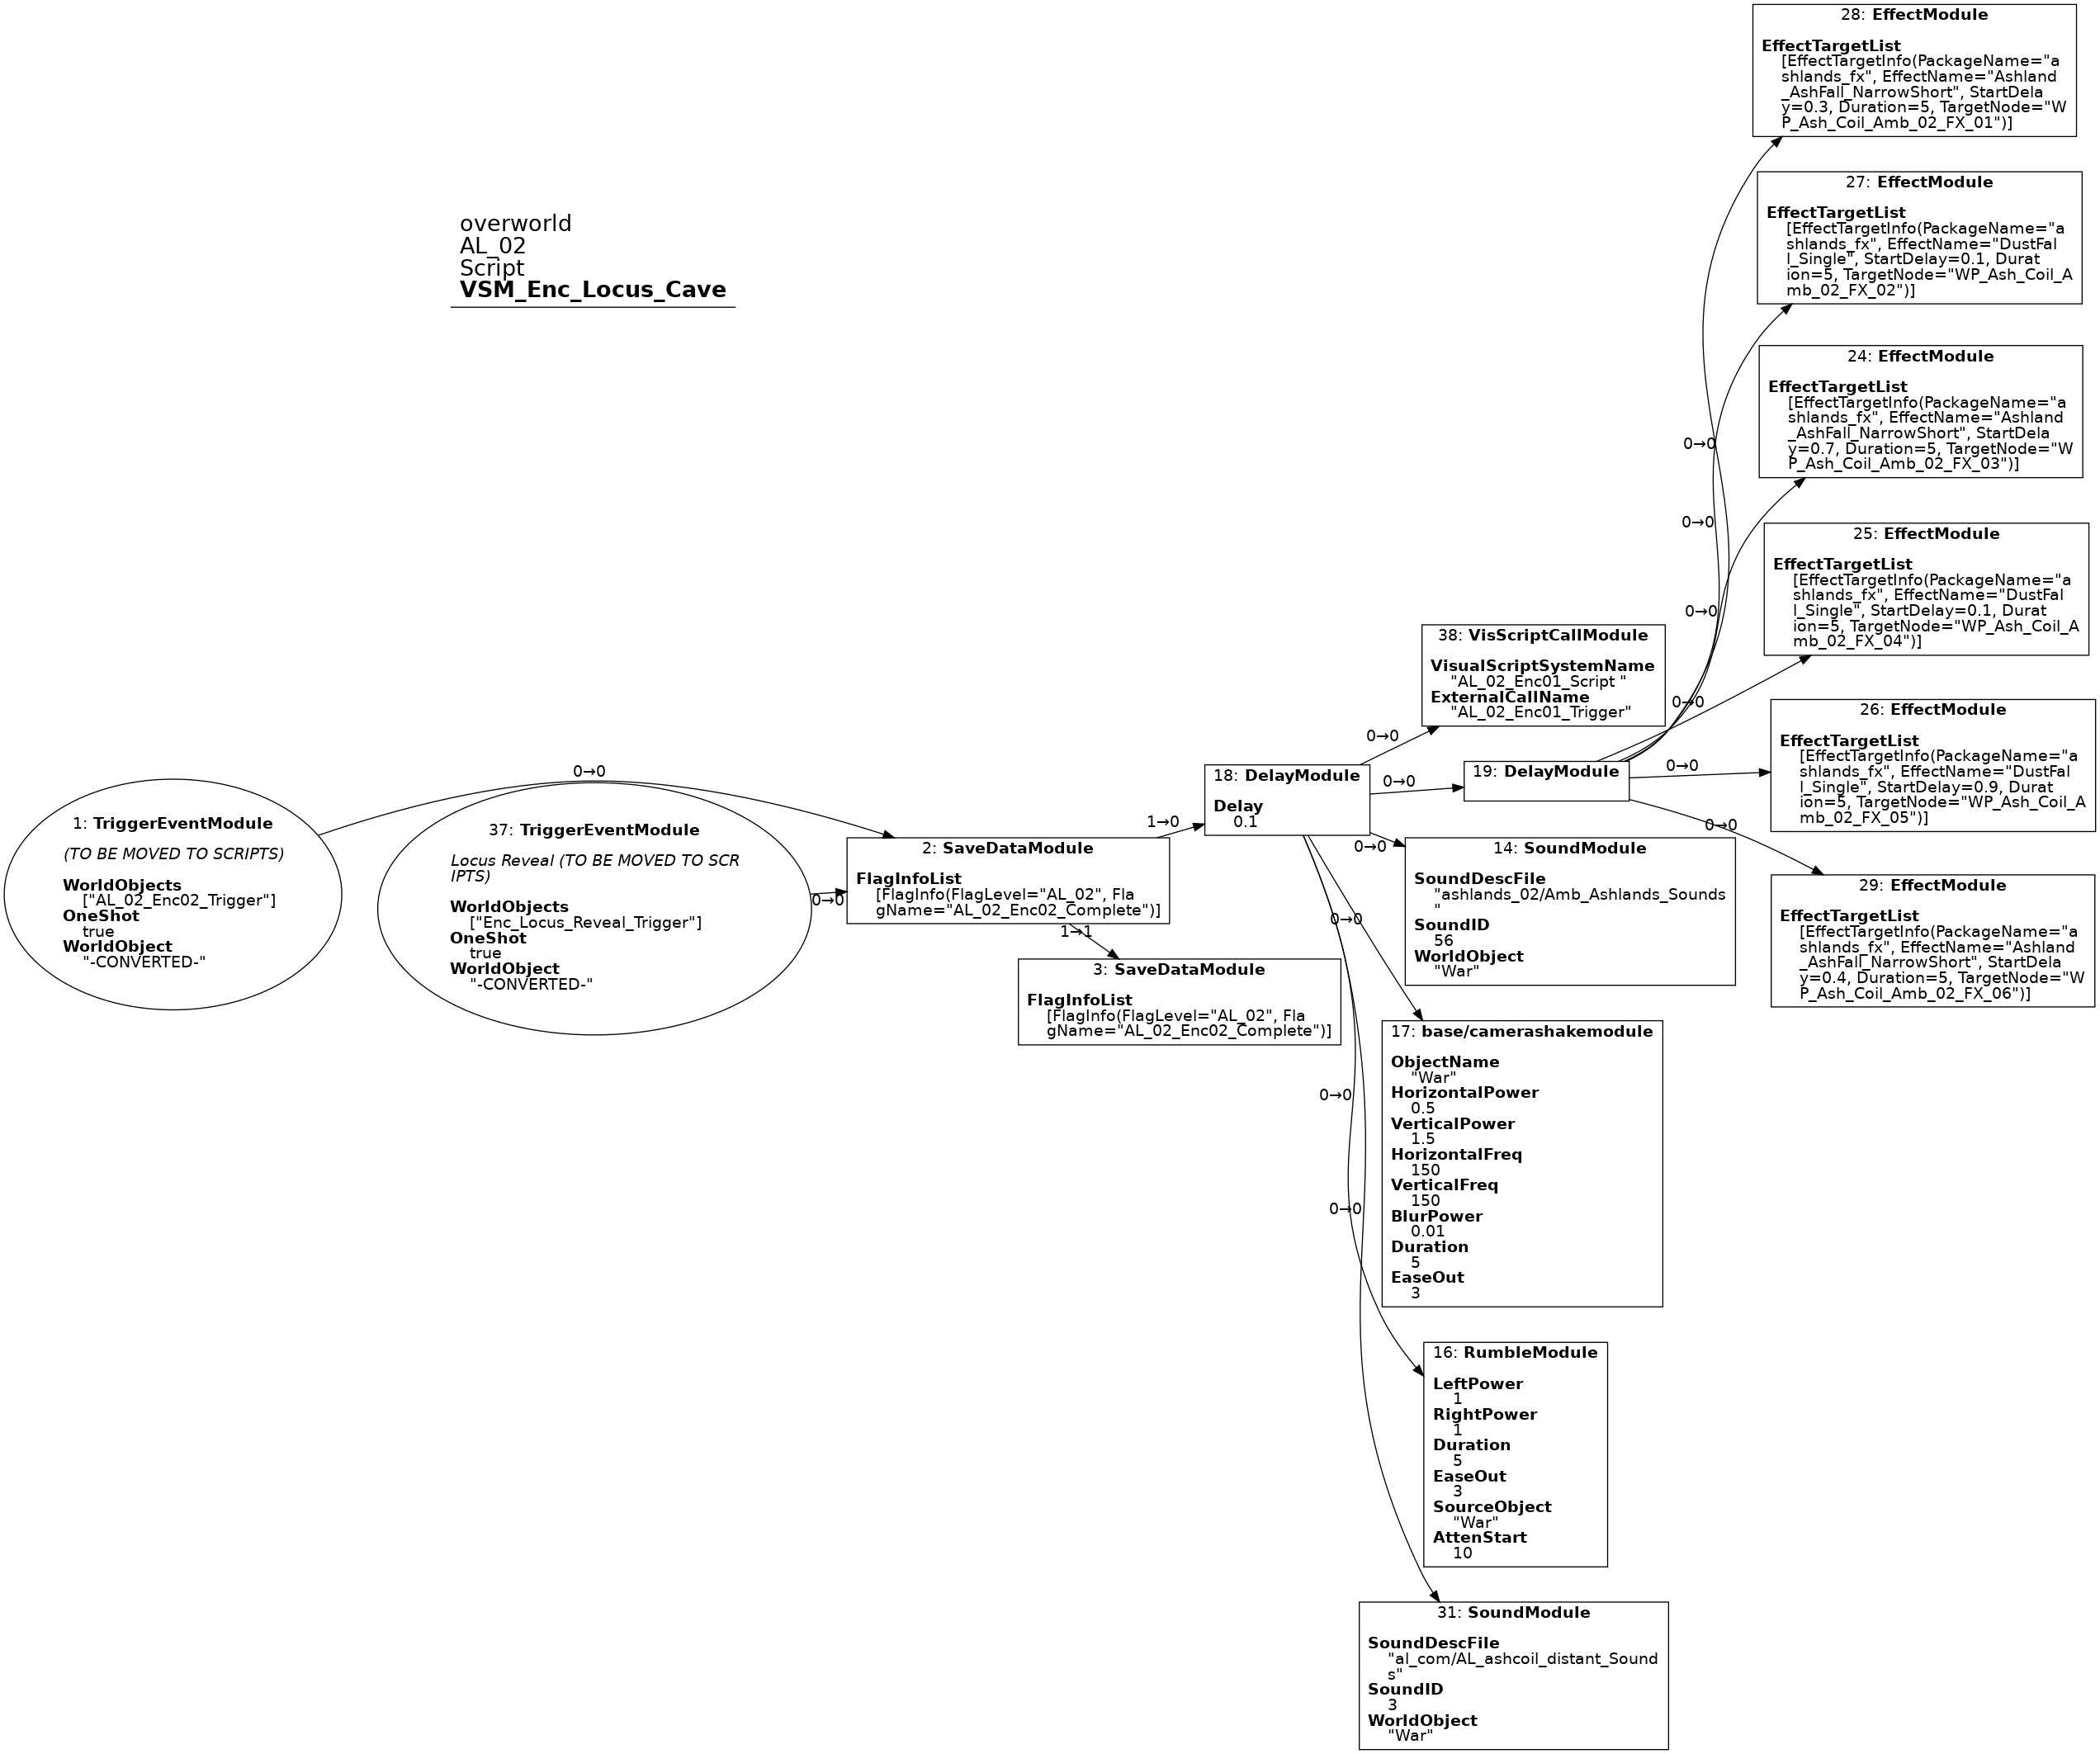 overworld
AL_02
Script
VSM_Enc_Locus_Cave
1: TriggerEventModule
(TO BE MOVED TO SCRIPTS)
WorldObjects
["AL_02_Enc02_Trigger"]
OneShot
true
WorldObject
"-CONVERTED-"
37: TriggerEventModule
Locus Reveal (TO BE MOVED TO SCR
IPTS)
WorldObjects
["Enc_Locus_Reveal_Trigger"]
OneShot
true
WorldObject
"-CONVERTED-"
0→0
0→0
2: SaveDataModule
FlagInfoList
[FlagInfo(FlagLevel="AL_02", Fla
gName="AL_02_Enc02_Complete")]
1→0
1→1
3: SaveDataModule
FlagInfoList
[FlagInfo(FlagLevel="AL_02", Fla
gName="AL_02_Enc02_Complete")]
18: DelayModule
Delay
0.1
0→0
0→0
0→0
0→0
0→0
0→0
38: VisScriptCallModule
VisualScriptSystemName
"AL_02_Enc01_Script "
ExternalCallName
"AL_02_Enc01_Trigger"
19: DelayModule
14: SoundModule
SoundDescFile
"ashlands_02/Amb_Ashlands_Sounds
"
SoundID
56
WorldObject
"War"
17: base/camerashakemodule
ObjectName
"War"
HorizontalPower
0.5
VerticalPower
1.5
HorizontalFreq
150
VerticalFreq
150
BlurPower
0.01
Duration
5
EaseOut
3
16: RumbleModule
LeftPower
1
RightPower
1
Duration
5
EaseOut
3
SourceObject
"War"
AttenStart
10
31: SoundModule
SoundDescFile
"al_com/AL_ashcoil_distant_Sound
s"
SoundID
3
WorldObject
"War"
0→0
0→0
0→0
0→0
0→0
0→0
28: EffectModule
EffectTargetList
[EffectTargetInfo(PackageName="a
shlands_fx", EffectName="Ashland
_AshFall_NarrowShort", StartDela
y=0.3, Duration=5, TargetNode="W
P_Ash_Coil_Amb_02_FX_01")]
27: EffectModule
EffectTargetList
[EffectTargetInfo(PackageName="a
shlands_fx", EffectName="DustFal
l_Single", StartDelay=0.1, Durat
ion=5, TargetNode="WP_Ash_Coil_A
mb_02_FX_02")]
24: EffectModule
EffectTargetList
[EffectTargetInfo(PackageName="a
shlands_fx", EffectName="Ashland
_AshFall_NarrowShort", StartDela
y=0.7, Duration=5, TargetNode="W
P_Ash_Coil_Amb_02_FX_03")]
25: EffectModule
EffectTargetList
[EffectTargetInfo(PackageName="a
shlands_fx", EffectName="DustFal
l_Single", StartDelay=0.1, Durat
ion=5, TargetNode="WP_Ash_Coil_A
mb_02_FX_04")]
26: EffectModule
EffectTargetList
[EffectTargetInfo(PackageName="a
shlands_fx", EffectName="DustFal
l_Single", StartDelay=0.9, Durat
ion=5, TargetNode="WP_Ash_Coil_A
mb_02_FX_05")]
29: EffectModule
EffectTargetList
[EffectTargetInfo(PackageName="a
shlands_fx", EffectName="Ashland
_AshFall_NarrowShort", StartDela
y=0.4, Duration=5, TargetNode="W
P_Ash_Coil_Amb_02_FX_06")]